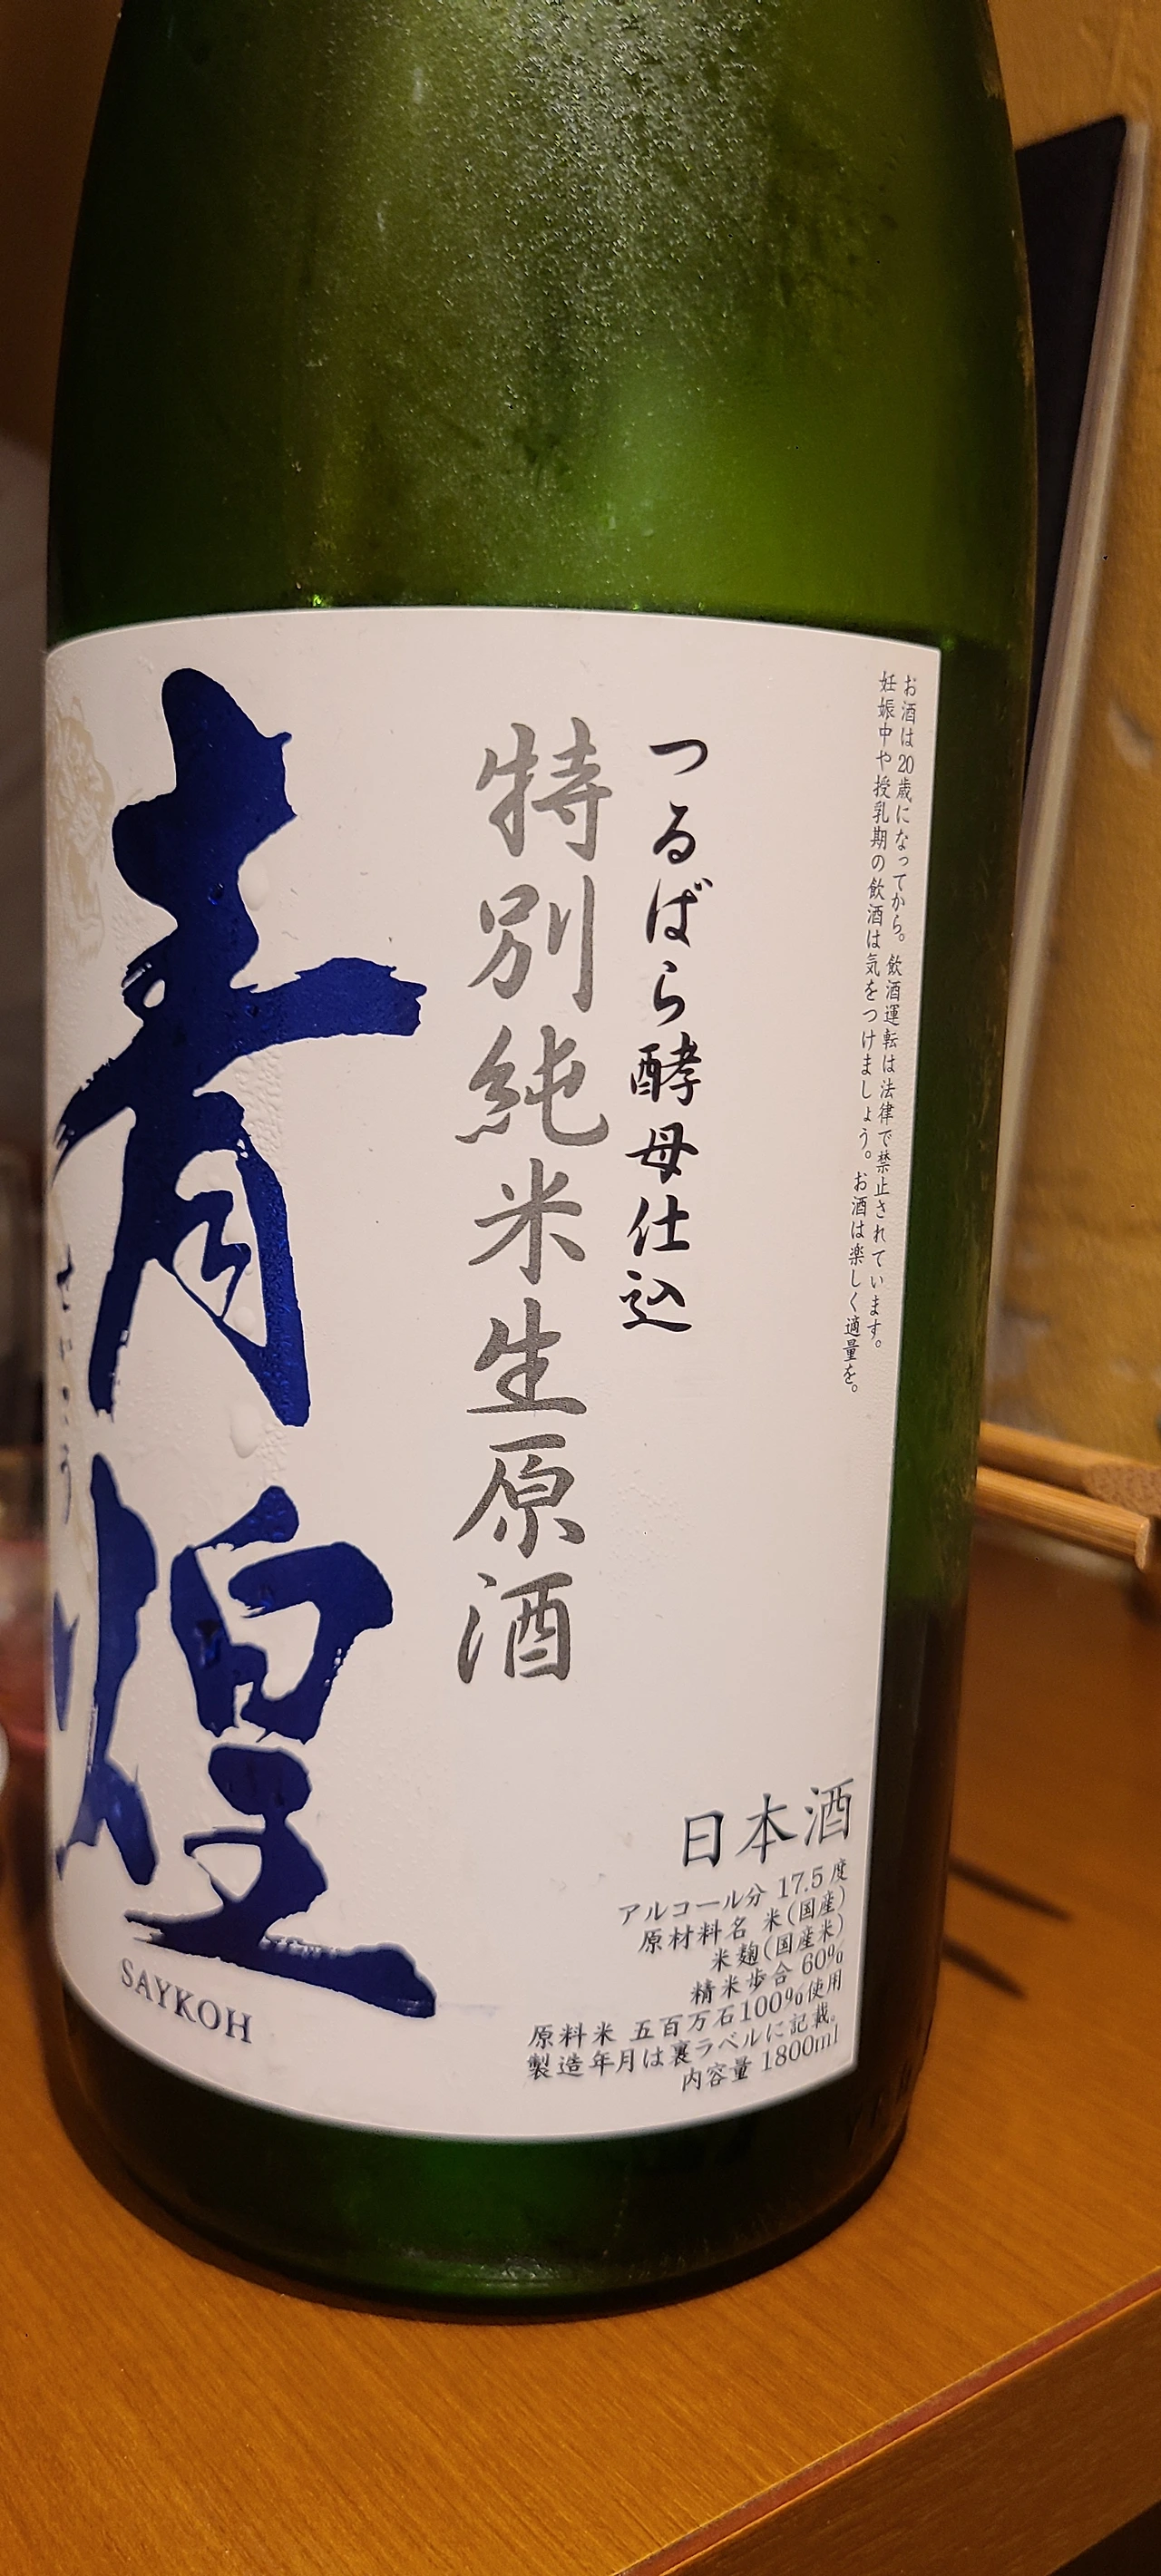 お酒は20歳になってから。飲酒運転は法律で禁止されています。
妊娠中や授乳期の飲酒は気をつけましょう。お酒は楽しく適量を。
つるばら酵母仕込
特別純米生原酒
青煌
せいこう
SAYKOH
日本酒
アルコール分 17.5度
原材料名 米(国産)
米麹(国産米)
精米歩合 60%
原料米 五百万石100%使用
製造年月は裏ラベルに記載。
内容量 1800ml